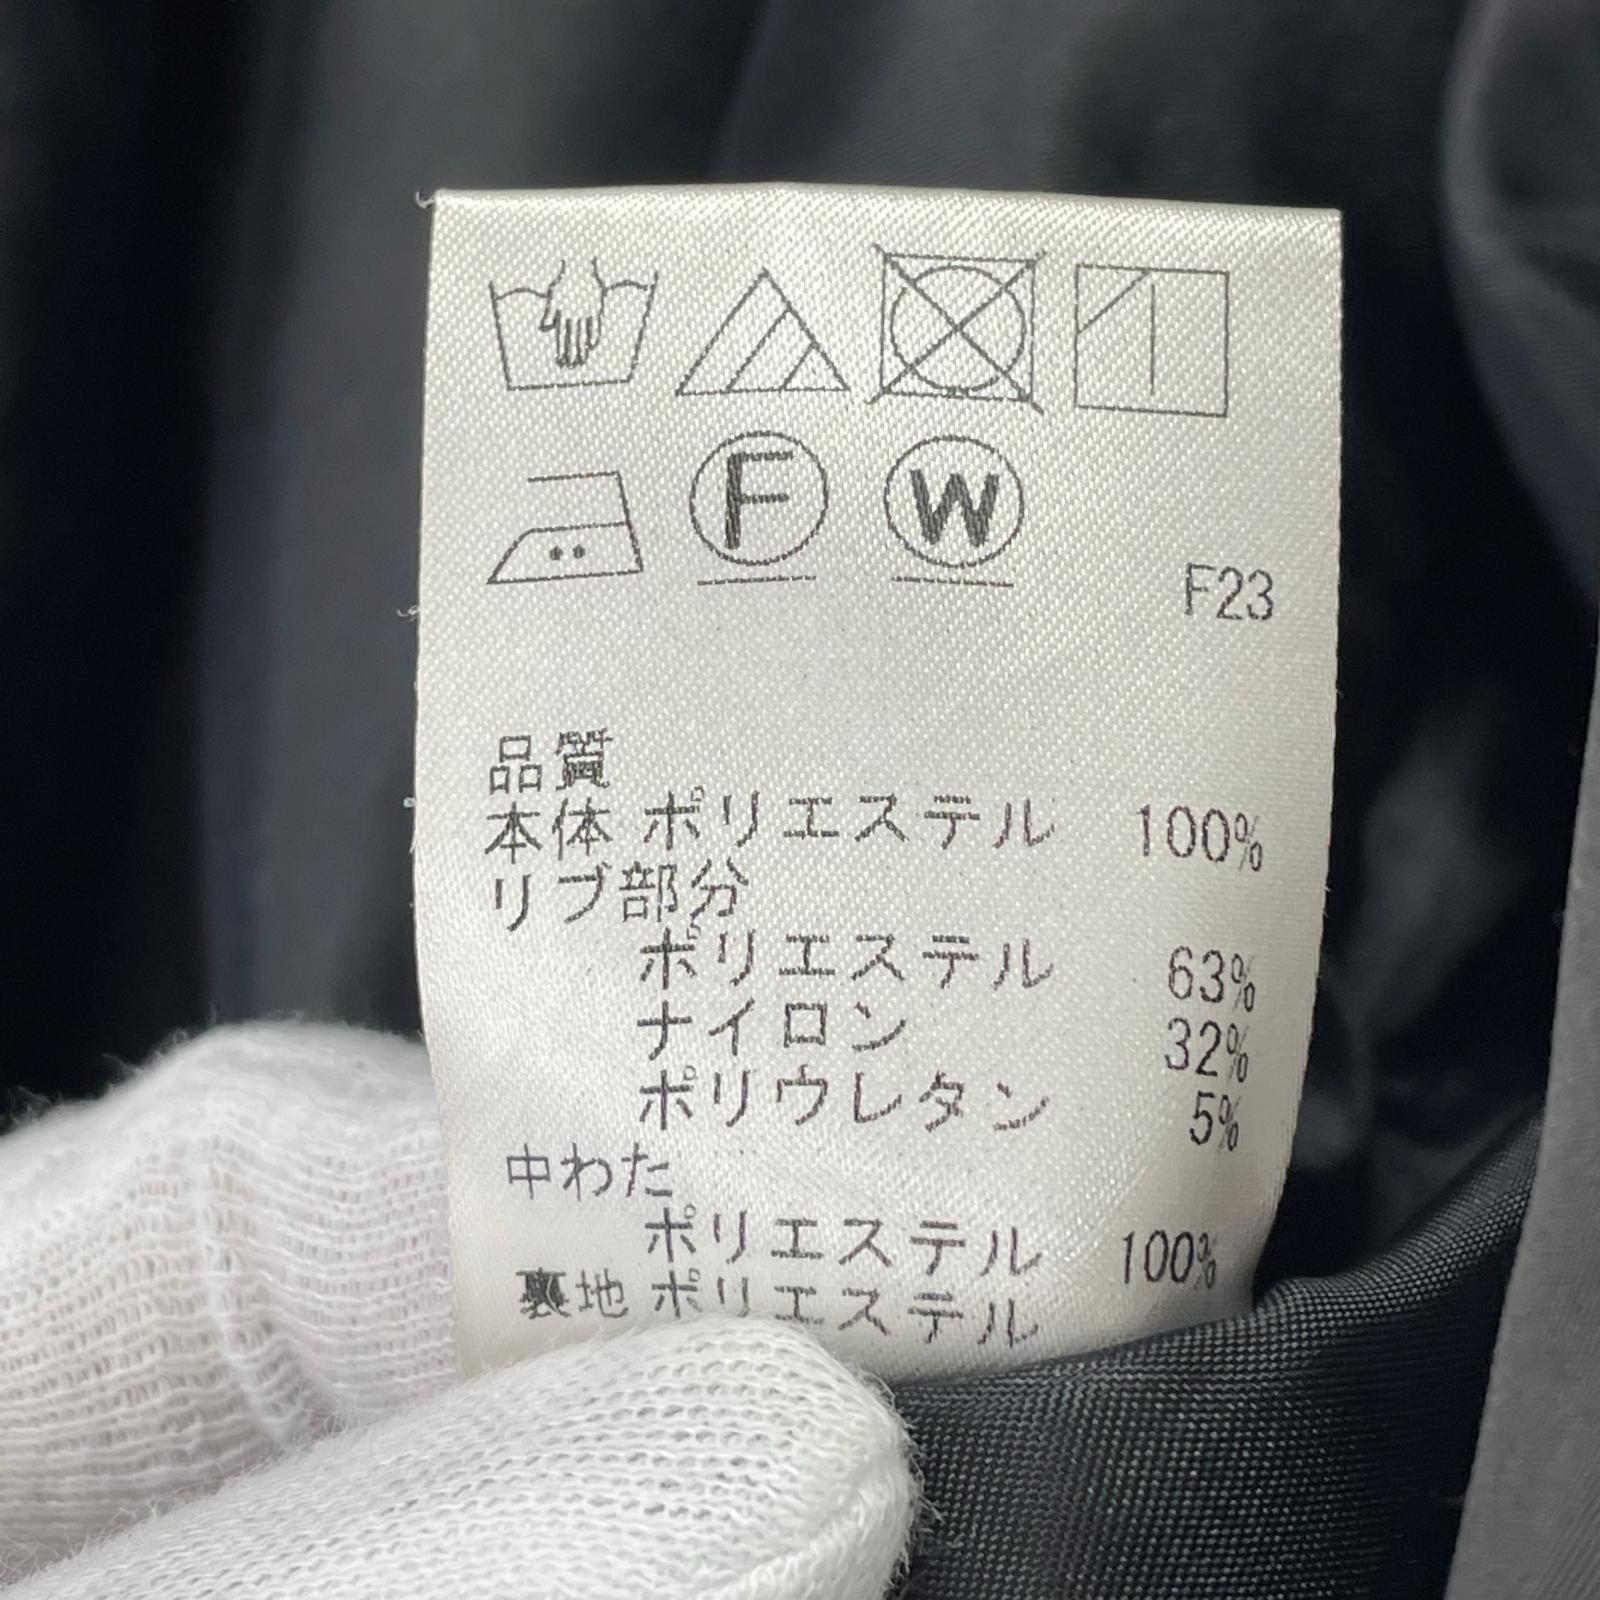 F
W
F23
品質
本体 ポリエステル 100%
リブ部分
ポリエステル 63%
ナイロン 32%
ポリウレタン 5%
中わた
ポリエステル 100%
裏地 ポリエステル